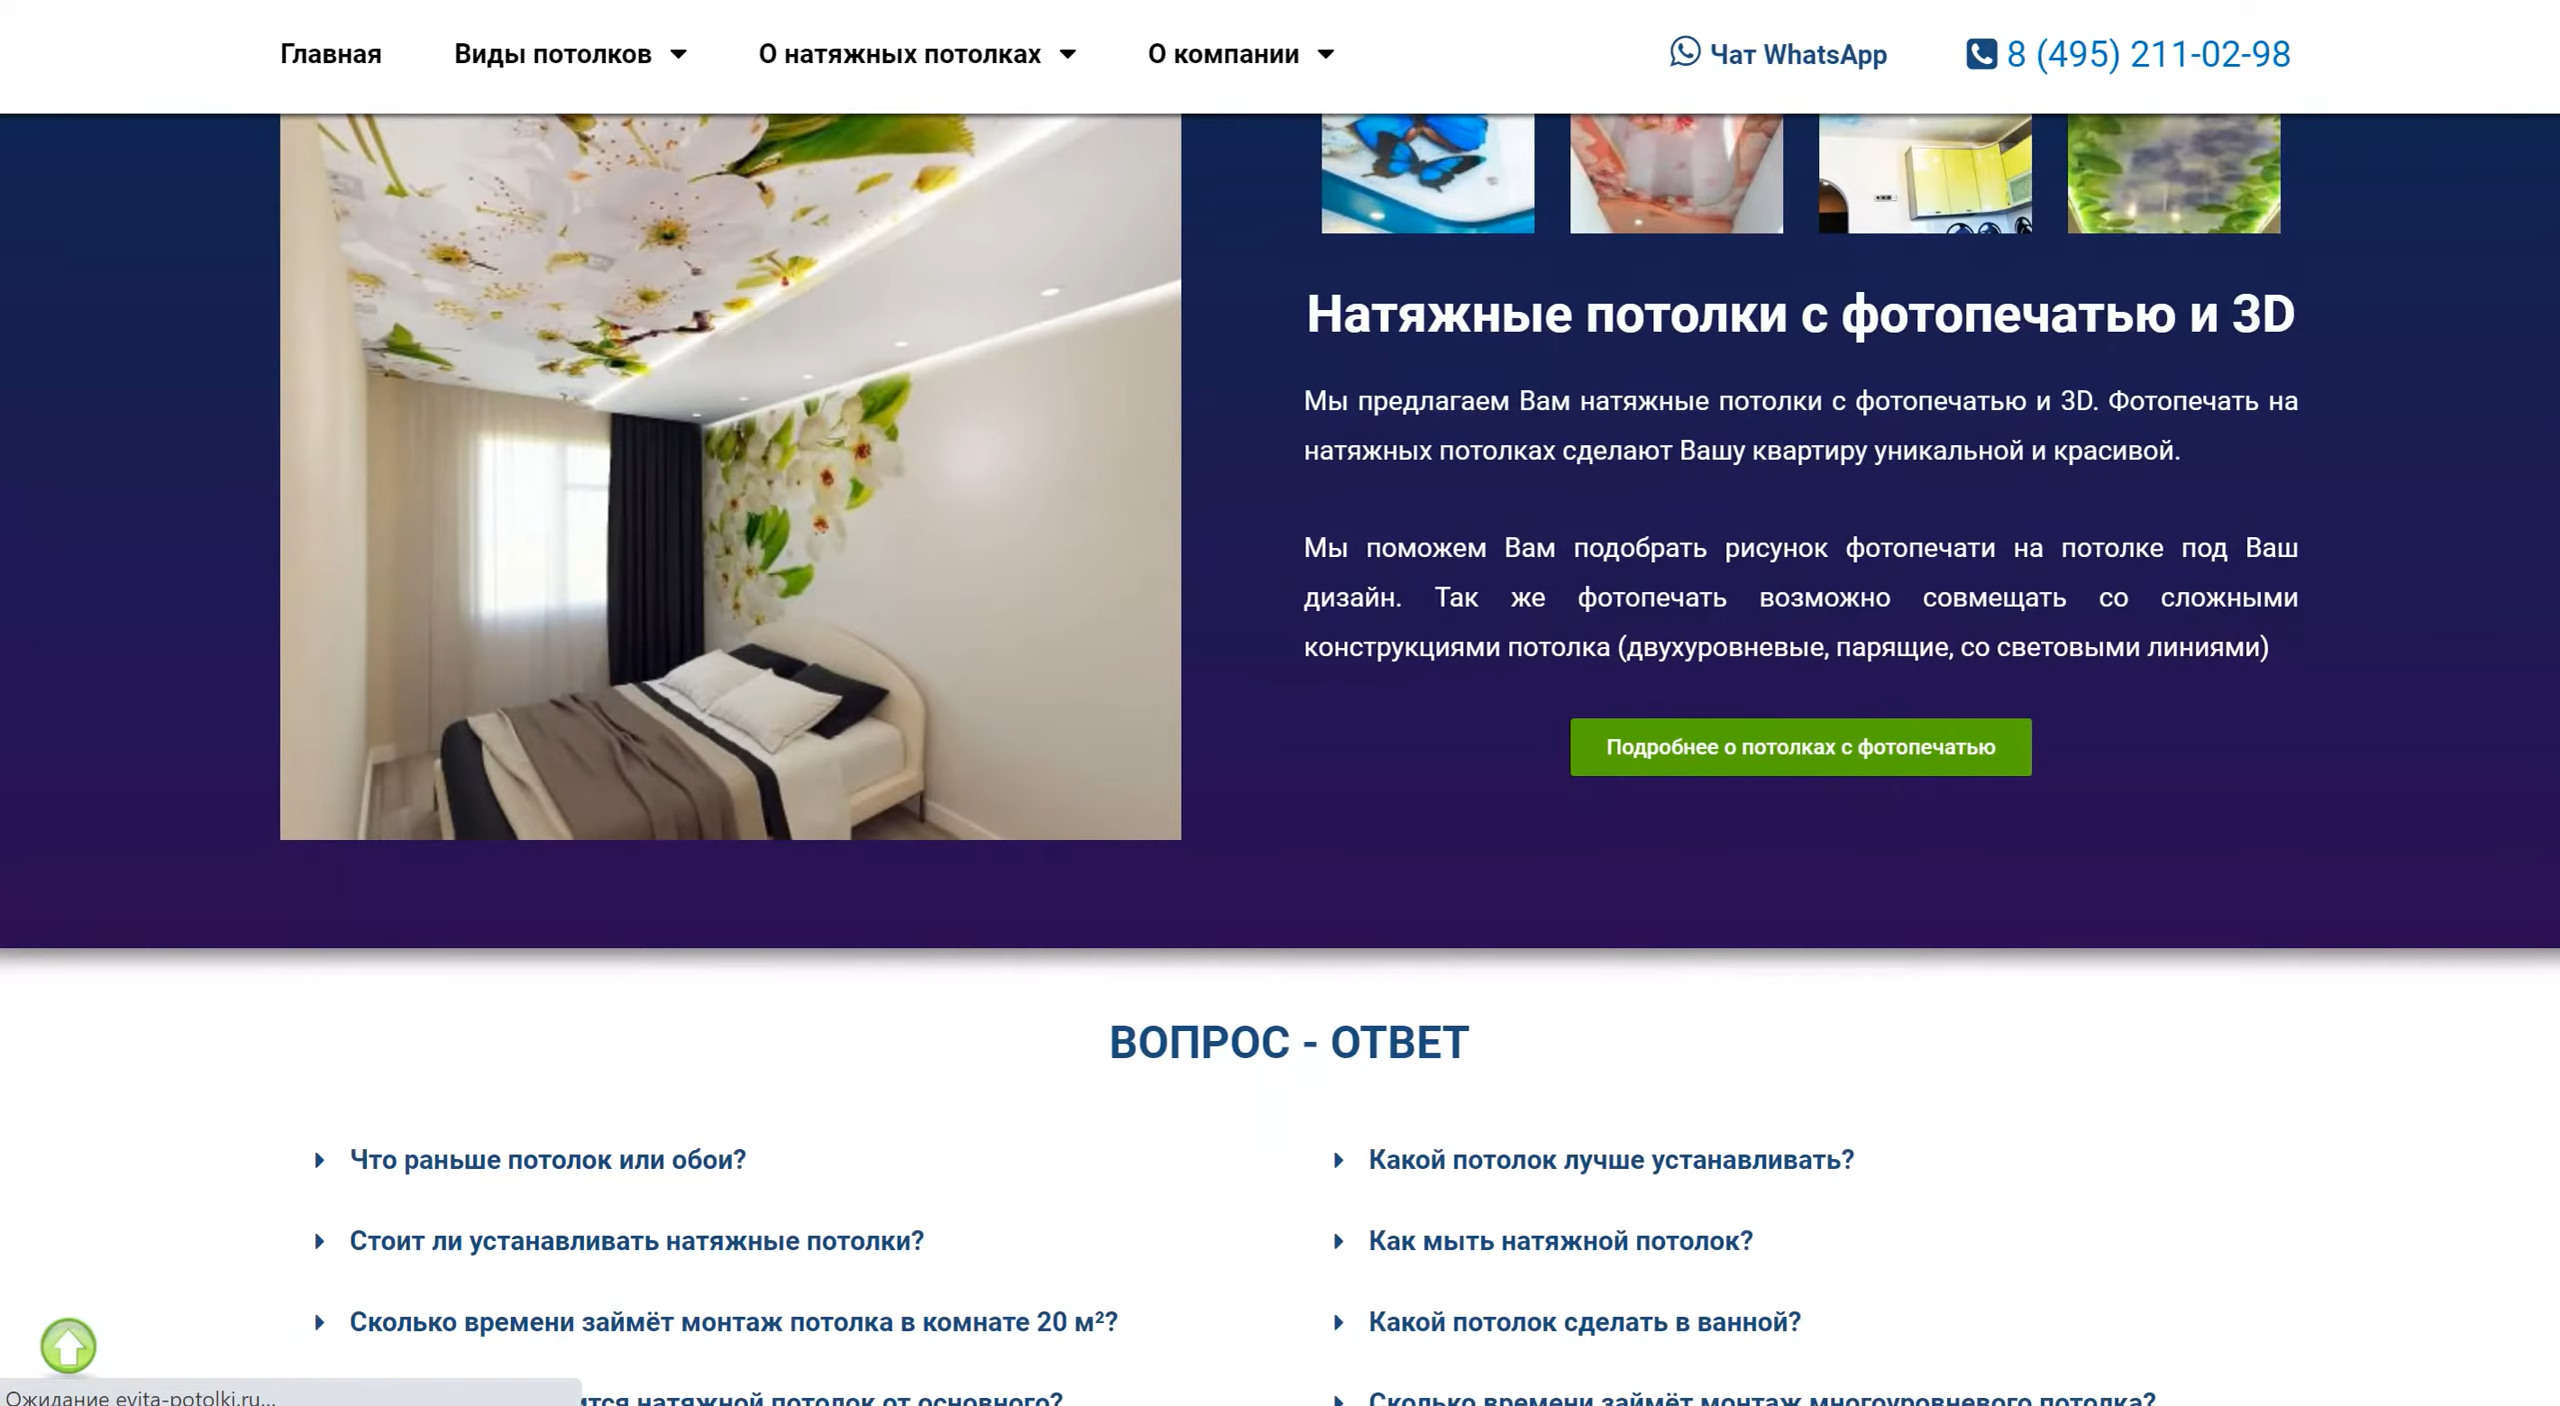 Главная Виды потолков О натяжных потолках О компании Чат WhatsApp 8 (495) 211-02-98
Натяжные потолки с фотопечатью и 3D
Мы предлагаем Вам натяжные потолки с фотопечатью и 3D. Фотопечать на
натяжных потолках сделают Вашу квартиру уникальной и красивой.
Мы поможем Вам подобрать рисунок фотопечати на потолке под Ваш
дизайн. Так же фотопечать возможно совмещать со сложными
конструкциями потолка (двухуровневые, парящие, со световыми линиями)
Подробнее о потолках с фотопечатью
ВОПРОС - ОТВЕТ
Что раньше потолок или обои?
Какой потолок лучше устанавливать?
Стоит ли устанавливать натяжные потолки?
Как мыть натяжной потолок?
Сколько времени займёт монтаж потолка в комнате 20 м²?
Какой потолок сделать в ванной?
натяжной потолок от основного?
Сколько времени займёт монтаж многоуровневого потолка?
Ожидание evita-potolki.ru...